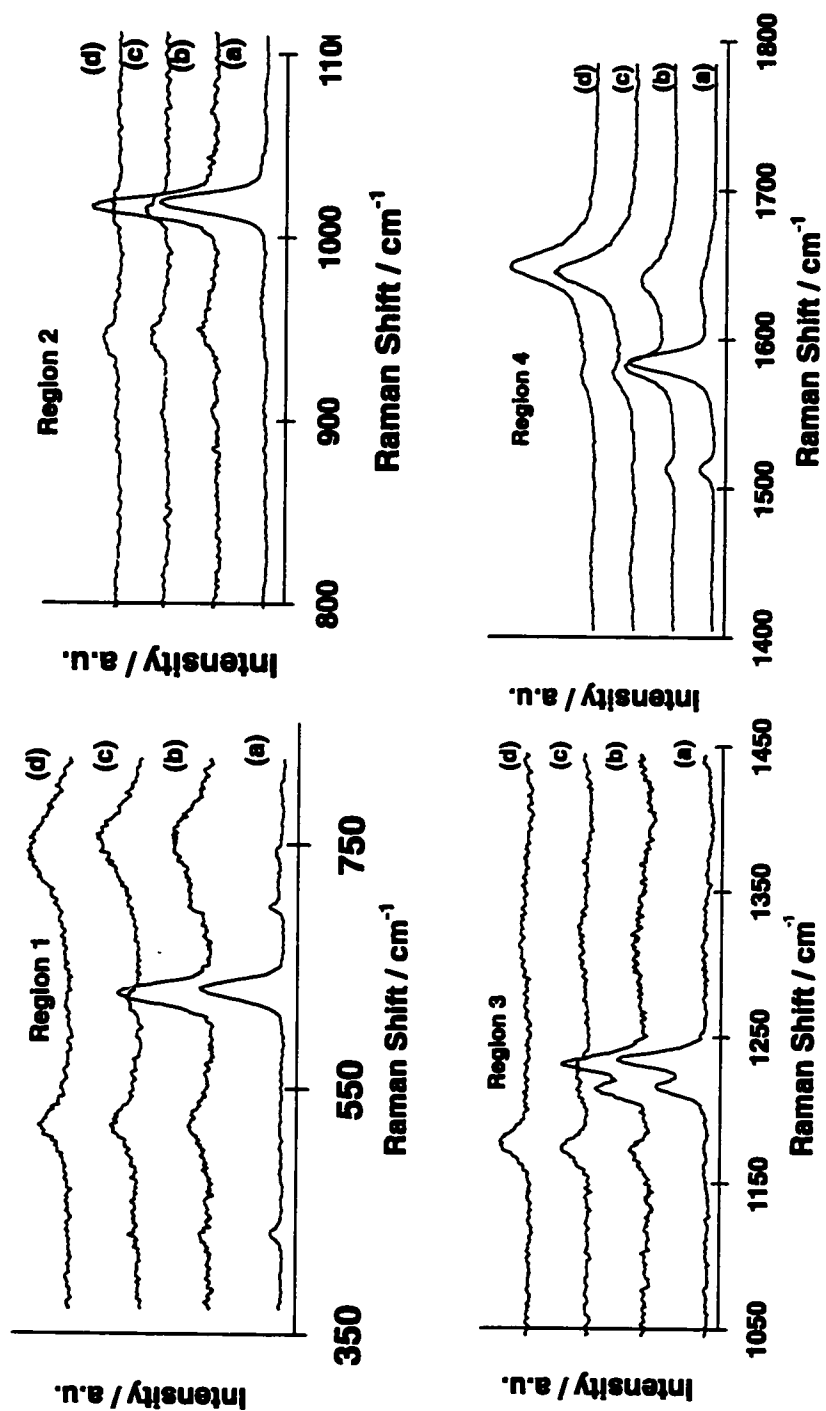 Region 1
(d)
(c)
(b)
(a)
350
550
750
Raman Shift / cm-1
Intensity / a.u.
Region 2
(d)
(c)
(b)
(a)
800
900
1000
110
Raman Shift / cm-1
Intensity / a.u.
Region 3
(d)
(c)
(b)
(a)
1050
1150
1250
1350
1450
Raman Shift / cm-1
Intensity / a.u.
Region 4
(d)
(c)
(b)
(a)
1400
1500
1600
1700
1800
Raman Shift / cm-1
Intensity / a.u.